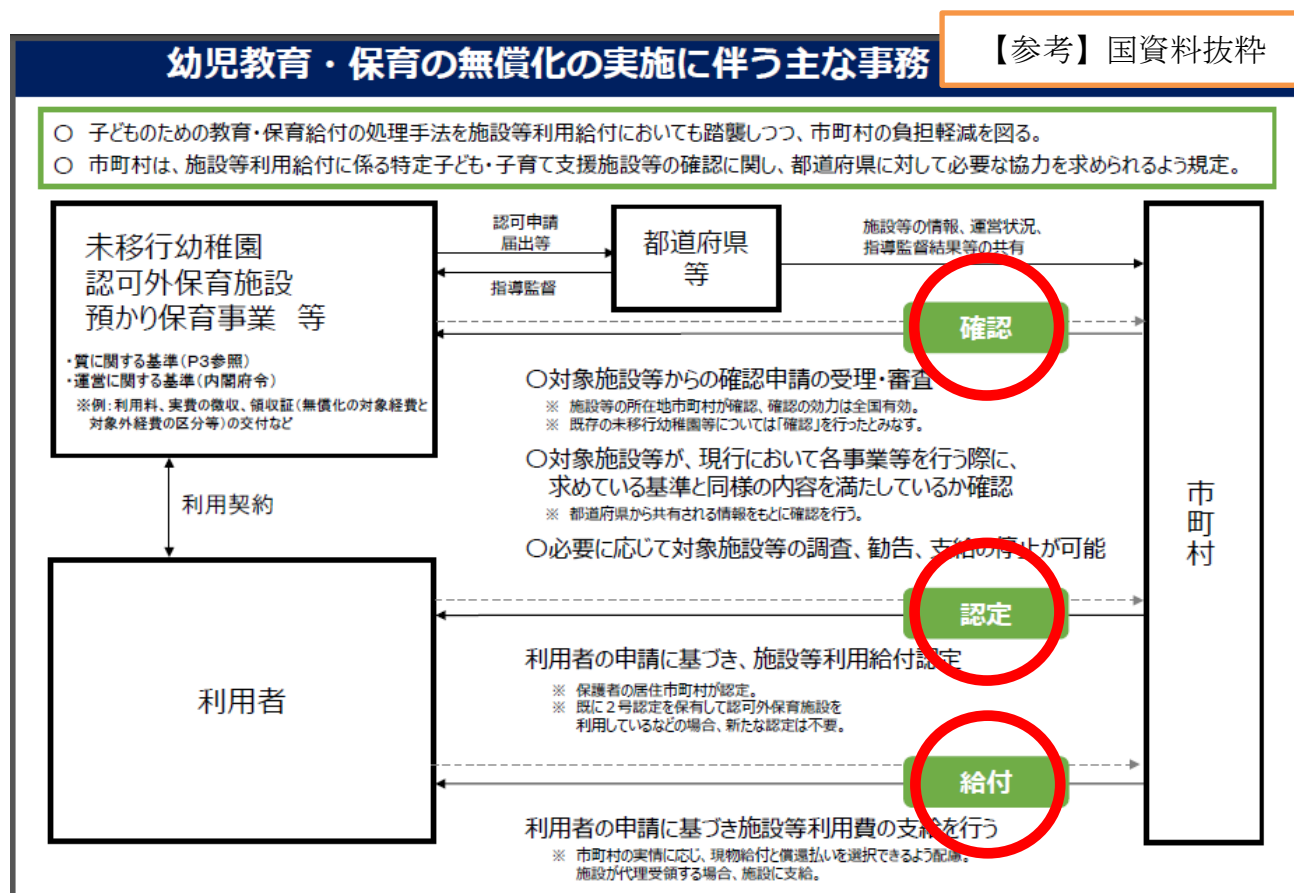 幼児教育・保育の無償化の実施に伴う主な事務
【参考】国資料抜粋
○ 子どものための教育・保育給付の処理手法を施設等利用給付においても踏襲しつつ、市町村の負担軽減を図る。
○ 市町村は、施設等利用給付に係る特定子ども・子育て支援施設等の確認に関し、都道府県に対して必要な協力を求められるよう規定。
未移行幼稚園
認可外保育施設
預かり保育事業 等
・質に関する基準(P3参照)
・運営に関する基準(内閣府令)
※例:利用料、実費の徴収、領収証(無償化の対象経費と
対象外経費の区分等)の交付など
認可申請
届出等
指導監督
都道府県
等
施設等の情報、運営状況、
指導監督結果等の共有
確認
○対象施設等からの確認申請の受理・審査
※ 施設等の所在地市町村が確認、確認の効力は全国有効。
※ 既存の未移行幼稚園等については「確認」を行ったとみなす。
○対象施設等が、現行において各事業等を行う際に、
求めている基準と同様の内容を満たしているか確認
※ 都道府県から共有される情報をもとに確認を行う。
○必要に応じて対象施設等の調査、勧告、支給の停止が可能
利用契約
市町村
利用者
認定
利用者の申請に基づき、施設等利用給付認定
※ 保護者の居住市町村が認定。
※ 既に2号認定を保有して認可外保育施設を
利用しているなどの場合、新たな認定は不要。
給付
利用者の申請に基づき施設等利用費の支給を行う
※ 市町村の実情に応じ、現物給付と償還払いを選択できるよう配慮。
施設が代理受領する場合、施設に支給。